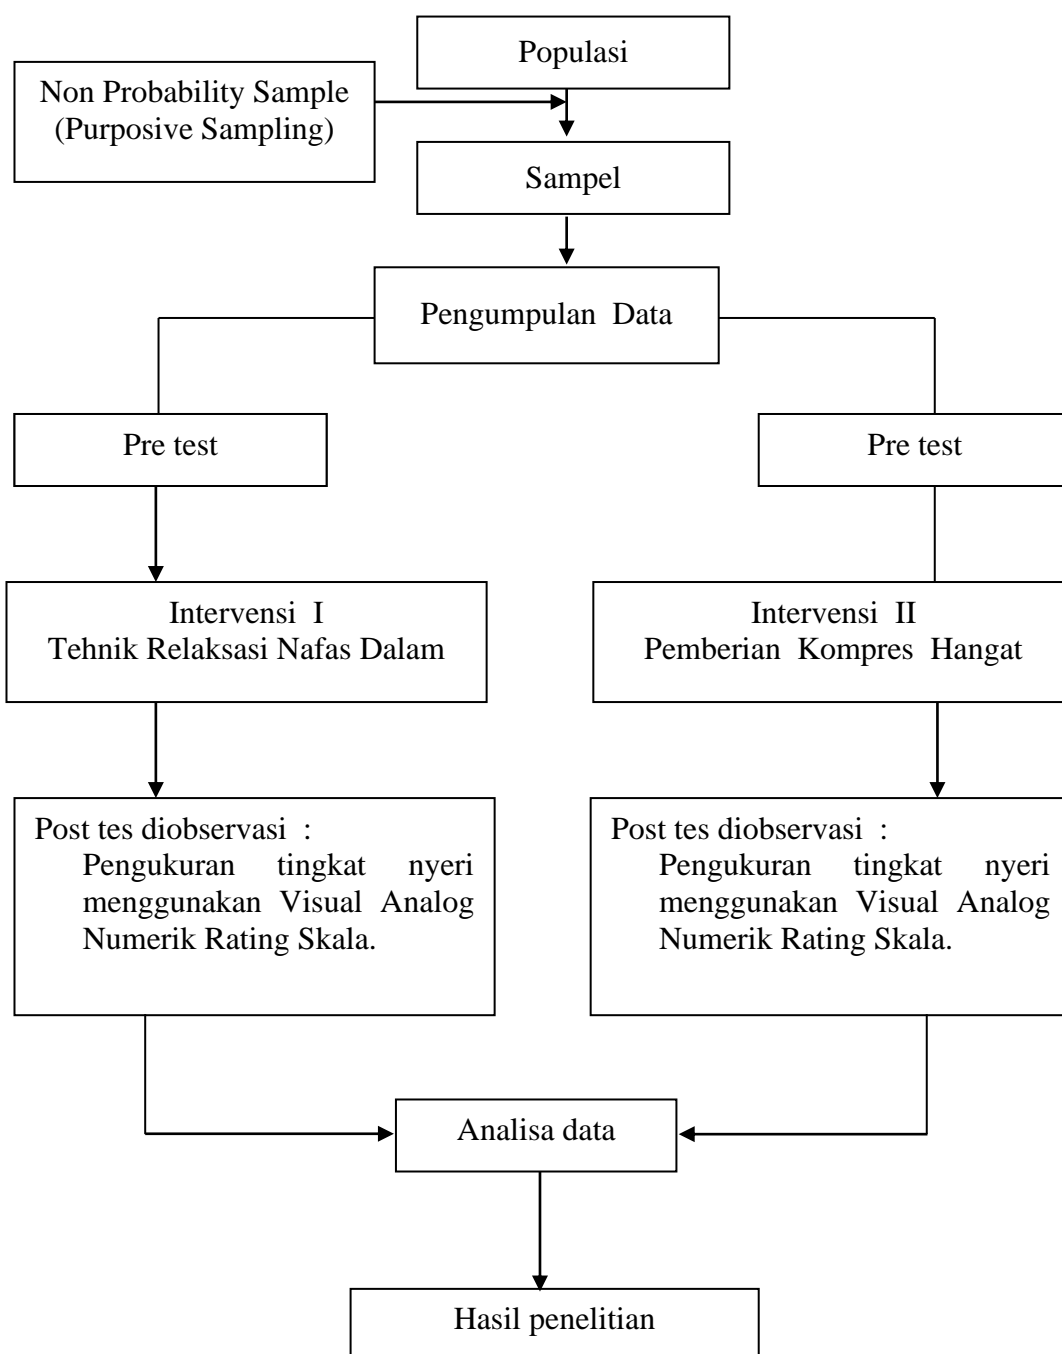 Populasi
Non Probability Sample
(Purposive Sampling)
Sampel
Pengumpulan Data
Pre test
Pre test
Intervensi I
Tehnik Relaksasi Nafas Dalam
Intervensi II
Pemberian Kompres Hangat
Post tes diobservasi :
Pengukuran tingkat nyeri
menggunakan Visual Analog
Numerik Rating Skala.
Post tes diobservasi :
Pengukuran tingkat nyeri
menggunakan Visual Analog
Numerik Rating Skala.
Analisa data
Hasil penelitian